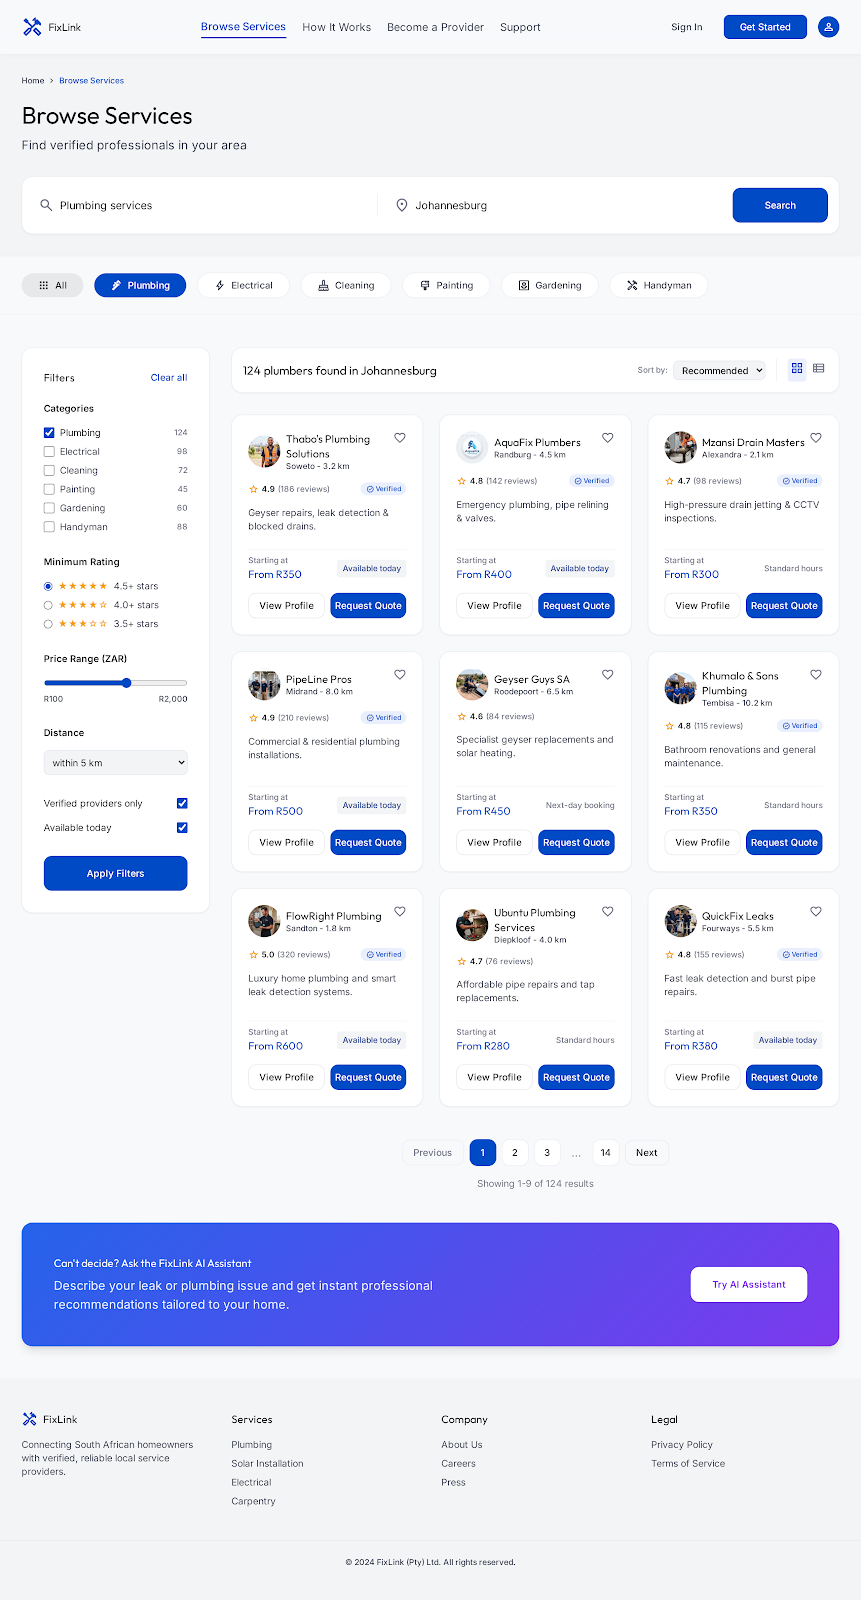 FixLink
Browse Services
How It Works
Become a Provider
Support
Sign In
Get Started
Home > Browse Services
Browse Services
Find verified professionals in your area
Plumbing services
Johannesburg
Search
All
Plumbing
Electrical
Cleaning
Painting
Gardening
Handyman
Filters
Clear all
Categories
Plumbing 124
Electrical 98
Cleaning 72
Painting 45
Gardening 60
Handyman 88
Minimum Rating
★★★★★ 4.5+ stars
★★★★☆ 4.0+ stars
★★★☆☆ 3.5+ stars
Price Range (ZAR)
R100 R2,000
Distance
within 5 km
Verified providers only
Available today
Apply Filters
124 plumbers found in Johannesburg
Sort by: Recommended
Thabo's Plumbing
Solutions
Soweto - 3.2 km
4.9 (186 reviews) Verified
Geyser repairs, leak detection &
blocked drains.
Starting at
From R350
Available today
View Profile
Request Quote
AquaFix Plumbers
Randburg - 4.5 km
4.8 (142 reviews) Verified
Emergency plumbing, pipe relining
& valves.
Starting at
From R400
Available today
View Profile
Request Quote
Mzansi Drain Masters
Alexandra - 2.1 km
4.7 (98 reviews) Verified
High-pressure drain jetting & CCTV
inspections.
Starting at
From R300
Standard hours
View Profile
Request Quote
PipeLine Pros
Midrand - 8.0 km
4.9 (210 reviews) Verified
Commercial & residential plumbing
installations.
Starting at
From R500
Available today
View Profile
Request Quote
Geyser Guys SA
Roodepoort - 6.5 km
4.6 (84 reviews)
Specialist geyser replacements and
solar heating.
Starting at
From R450
Next-day booking
View Profile
Request Quote
Khumalo & Sons
Plumbing
Tembisa - 10.2 km
4.8 (115 reviews) Verified
Bathroom renovations and general
maintenance.
Starting at
From R350
Standard hours
View Profile
Request Quote
FlowRight Plumbing
Sandton - 1.8 km
5.0 (320 reviews) Verified
Luxury home plumbing and smart
leak detection systems.
Starting at
From R600
Available today
View Profile
Request Quote
Ubuntu Plumbing
Services
Diepkloof - 4.0 km
4.7 (76 reviews)
Affordable pipe repairs and tap
replacements.
Starting at
From R280
Standard hours
View Profile
Request Quote
QuickFix Leaks
Fourways - 5.5 km
4.8 (155 reviews) Verified
Fast leak detection and burst pipe
repairs.
Starting at
From R380
Available today
View Profile
Request Quote
Previous 1 2 3 ... 14 Next
Showing 1-9 of 124 results
Can't decide? Ask the FixLink AI Assistant
Describe your leak or plumbing issue and get instant professional
recommendations tailored to your home.
Try AI Assistant
FixLink
Connecting South African homeowners
with verified, reliable local service
providers.
Services
Plumbing
Solar Installation
Electrical
Carpentry
Company
About Us
Careers
Press
Legal
Privacy Policy
Terms of Service
© 2024 FixLink (Pty) Ltd. All rights reserved.